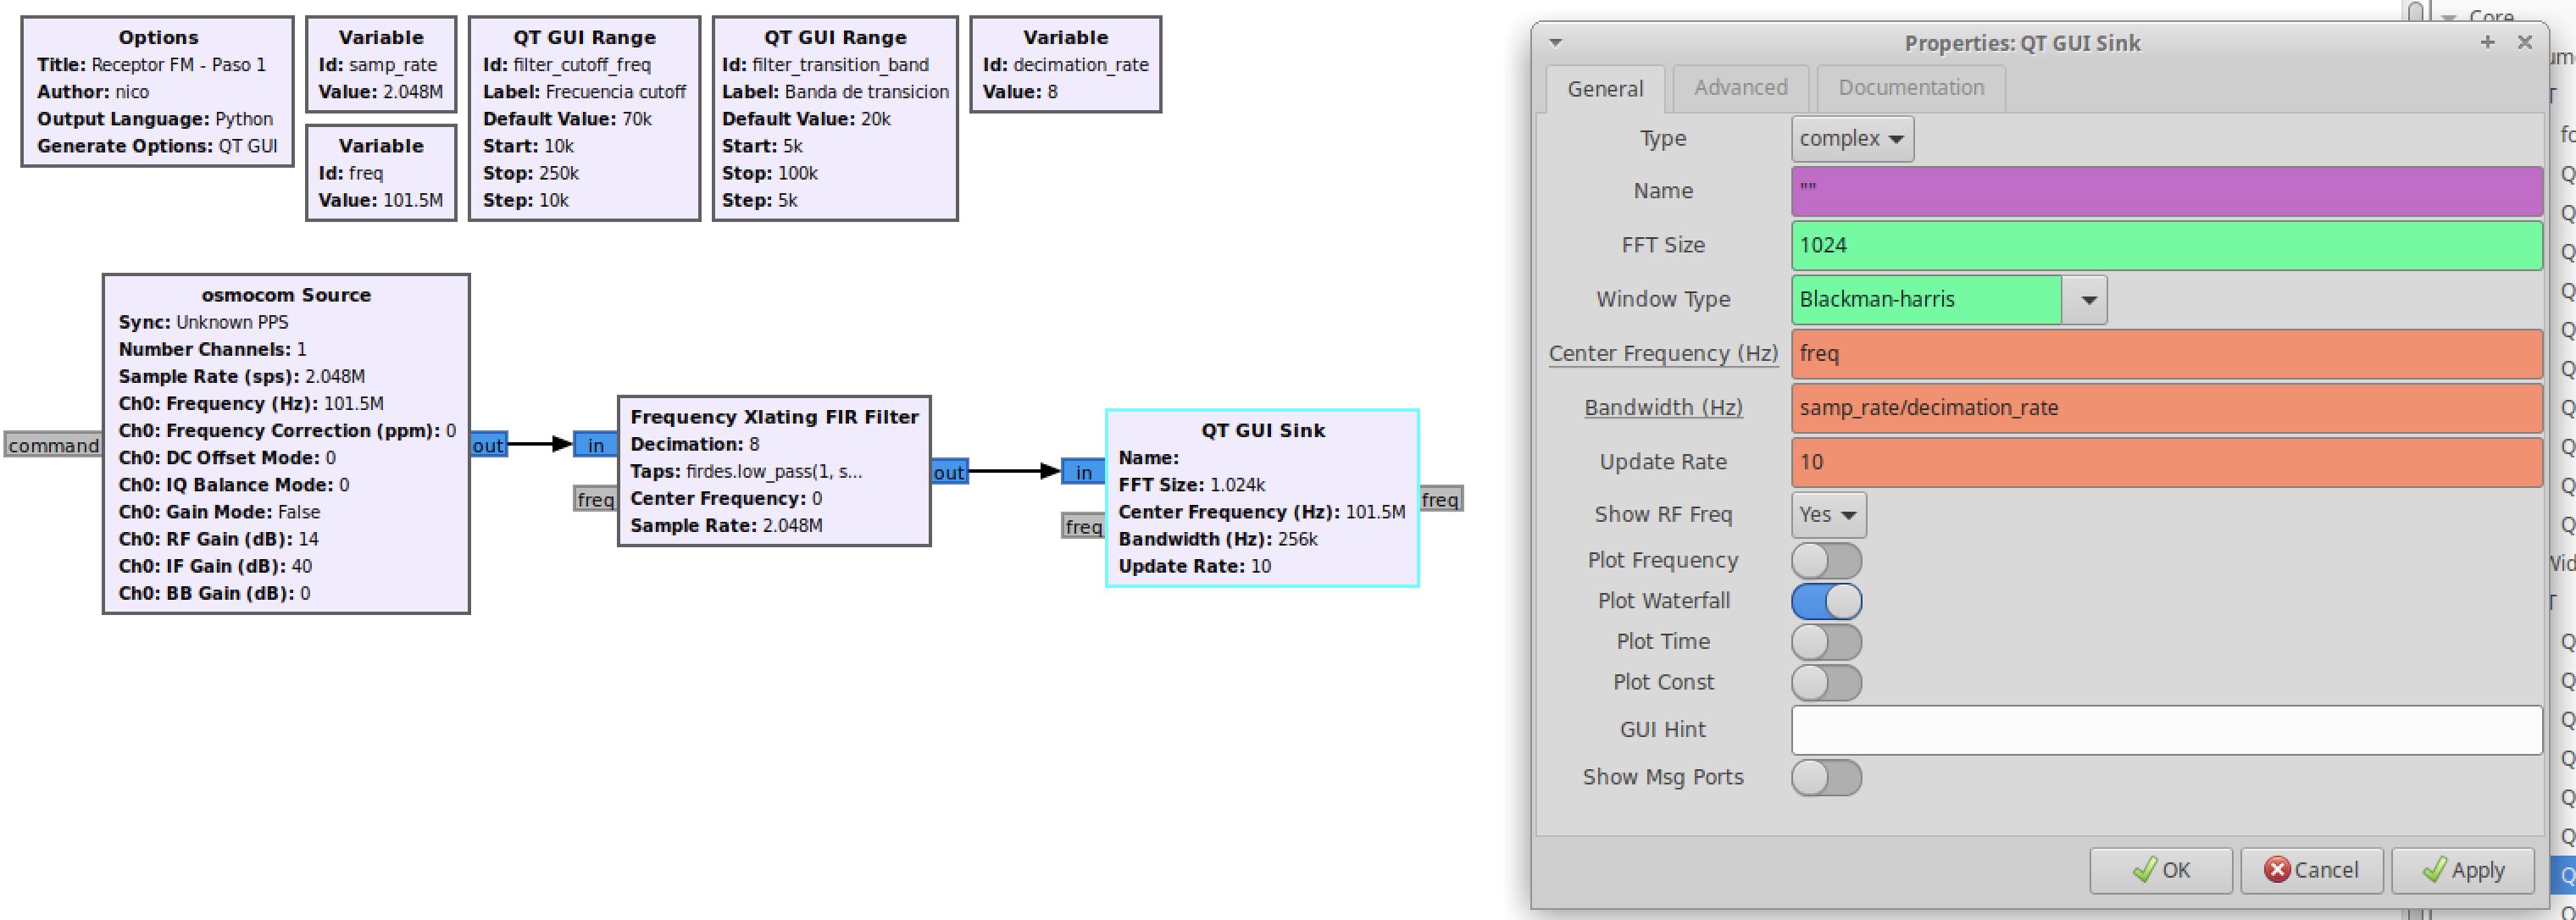 Options
Title: Receptor FM - Paso 1
Author: nico
Output Language: Python
Generate Options: QT GUI
Variable
Id: samp_rate
Value: 2.048M
Variable
Id: freq
Value: 101.5M
QT GUI Range
Id: filter_cutoff_freq
Label: Frecuencia cutoff
Default Value: 70k
Start: 10k
Stop: 250k
Step: 10k
QT GUI Range
Id: filter_transition_band
Label: Banda de transicion
Default Value: 20k
Start: 5k
Stop: 100k
Step: 5k
Variable
Id: decimation_rate
Value: 8
command
osmocom Source
Sync: Unknown PPS
Number Channels: 1
Sample Rate (sps): 2.048M
Ch0: Frequency (Hz): 101.5M
Ch0: Frequency Correction (ppm): 0
Ch0: DC Offset Mode: 0
Ch0: IQ Balance Mode: 0
Ch0: Gain Mode: False
Ch0: RF Gain (dB): 14
Ch0: IF Gain (dB): 40
Ch0: BB Gain (dB): 0
out
in
freq
Frequency Xlating FIR Filter
Decimation: 8
Taps: firdes.low_pass(1, s...
Center Frequency: 0
Sample Rate: 2.048M
out
in
freq
QT GUI Sink
Name:
FFT Size: 1.024k
Center Frequency (Hz): 101.5M
Bandwidth (Hz): 256k
Update Rate: 10
freq
Core
Properties: QT GUI Sink
General Advanced Documentation
Type complex
Name ""
FFT Size 1024
Window Type Blackman-harris
Center Frequency (Hz) freq
Bandwidth (Hz) samp_rate/decimation_rate
Update Rate 10
Show RF Freq Yes
Plot Frequency
Plot Waterfall
Plot Time
Plot Const
GUI Hint
Show Msg Ports
OK Cancel Apply